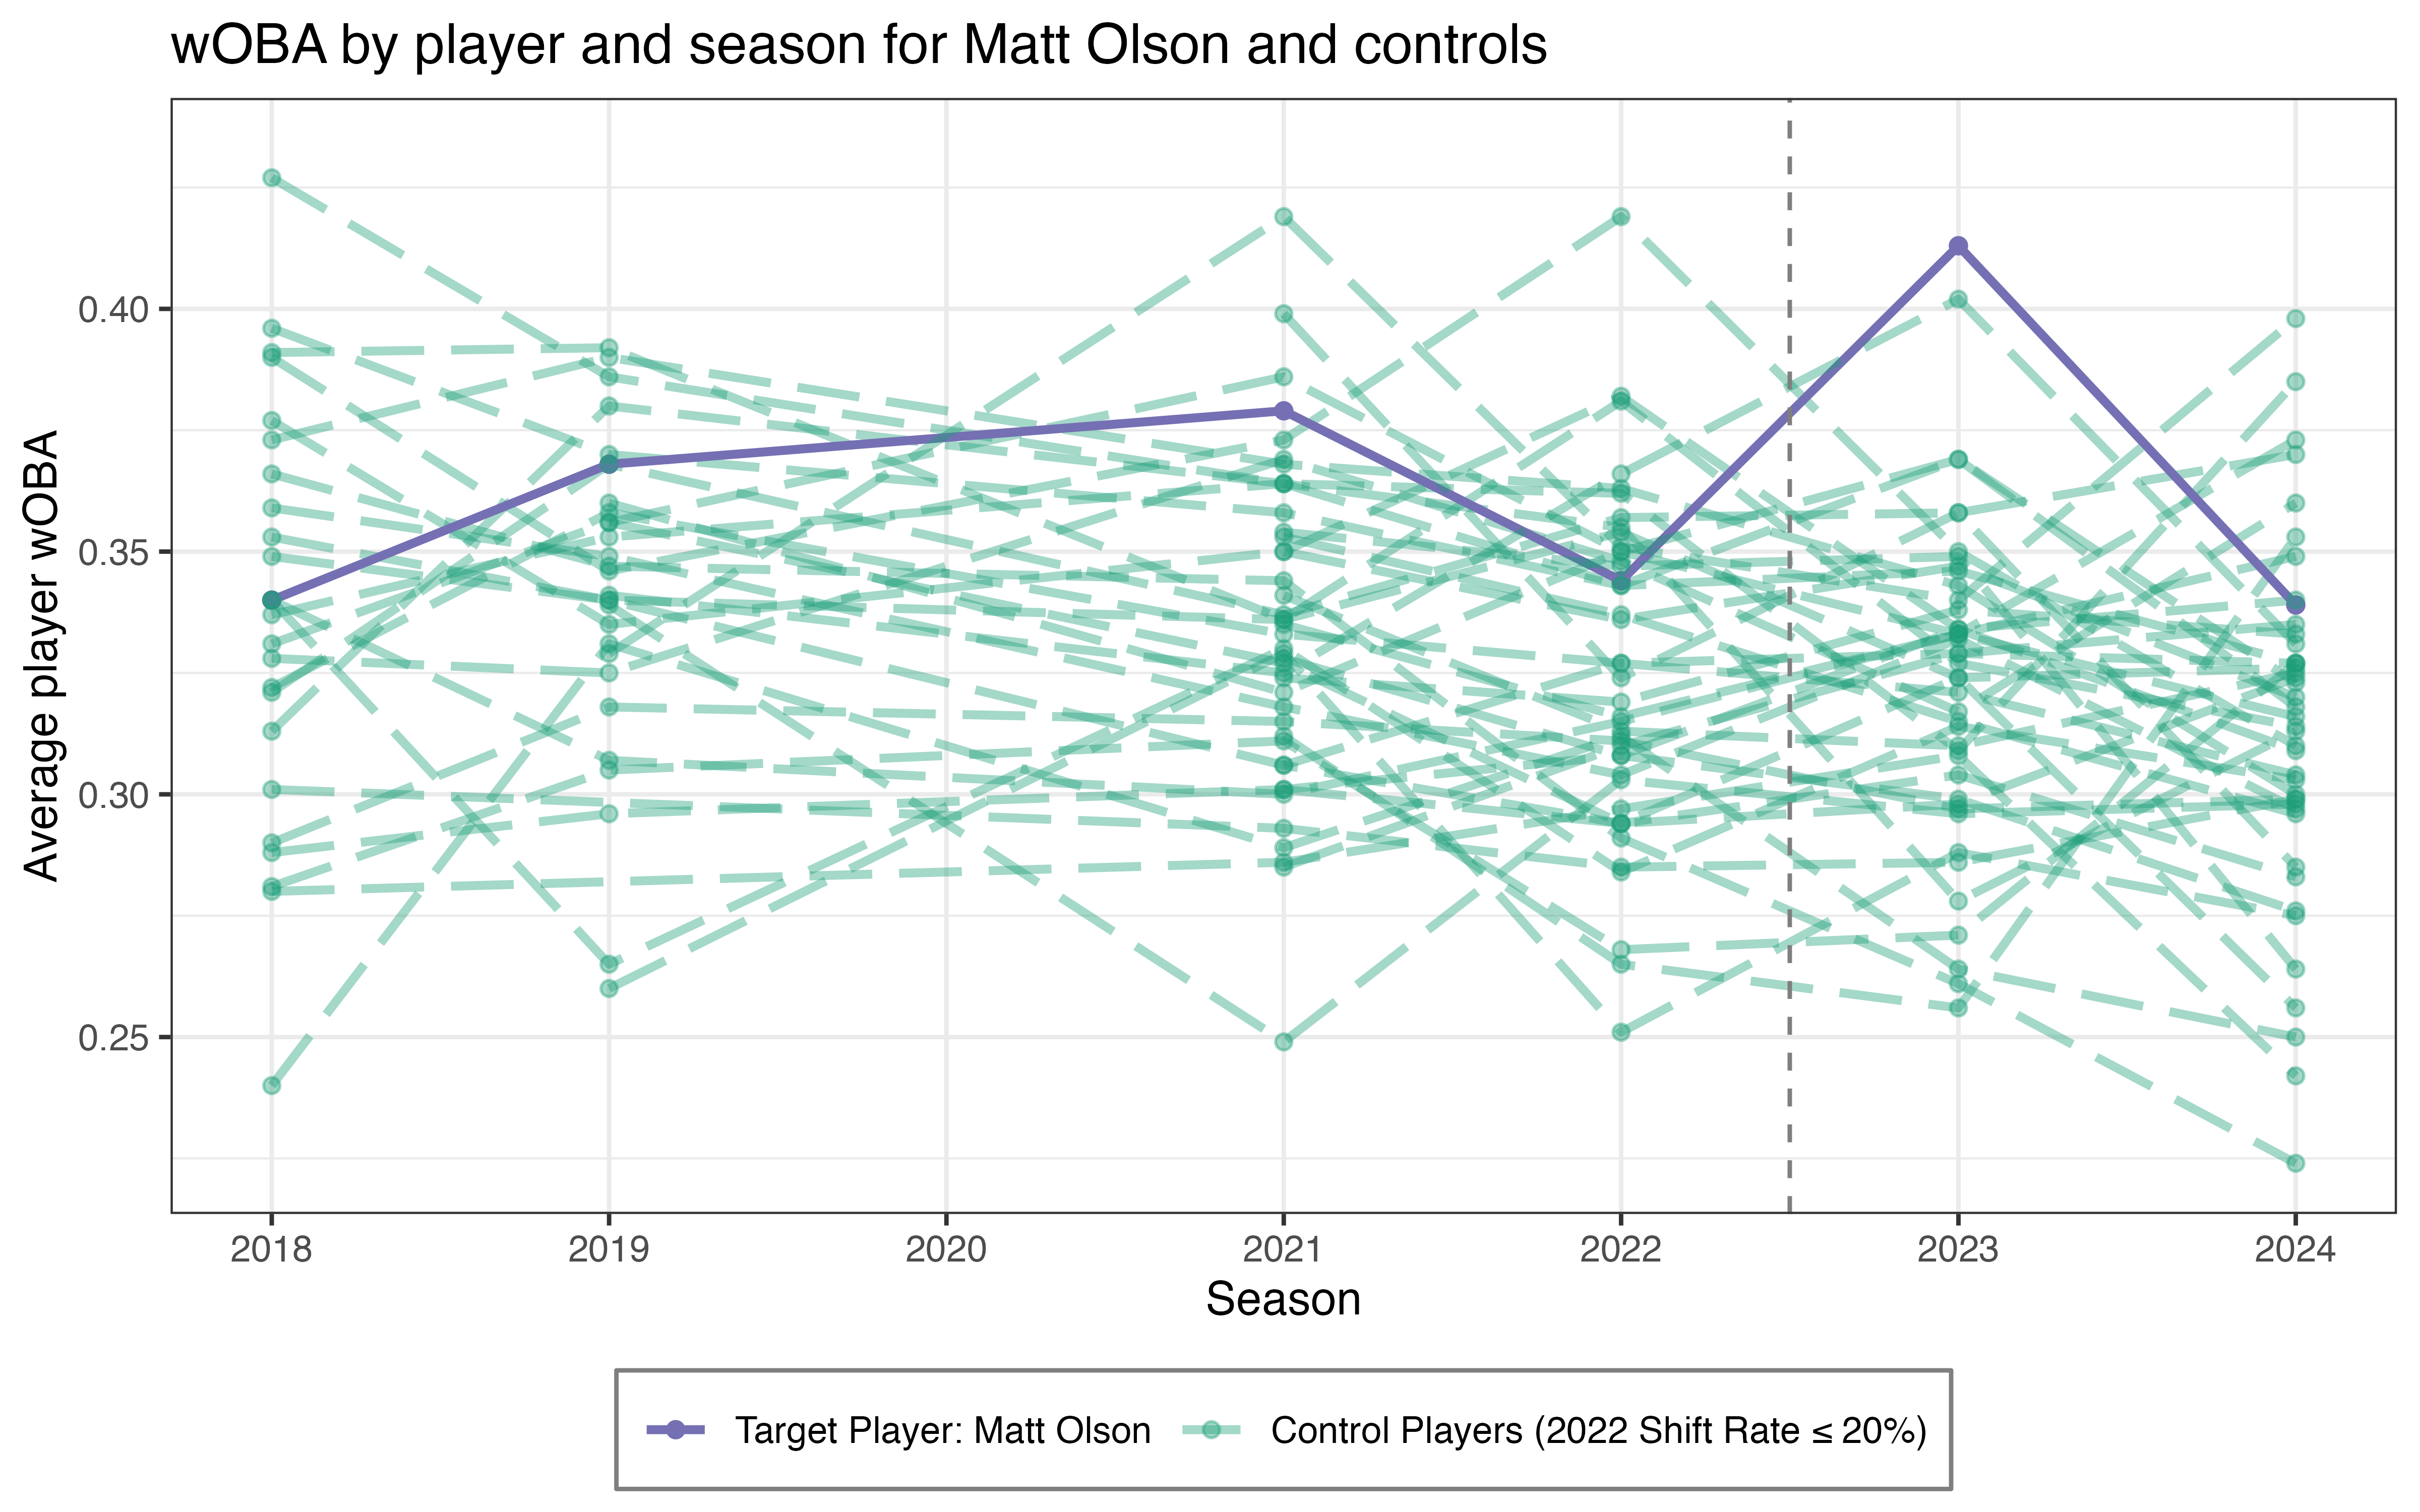 wOBA by player and season for Matt Olson and controls
Average player wOBA
0.40
0.35
0.30
0.25
2018 2019 2020 2021 2022 2023 2024
Season
Target Player: Matt Olson Control Players (2022 Shift Rate ≤ 20%)